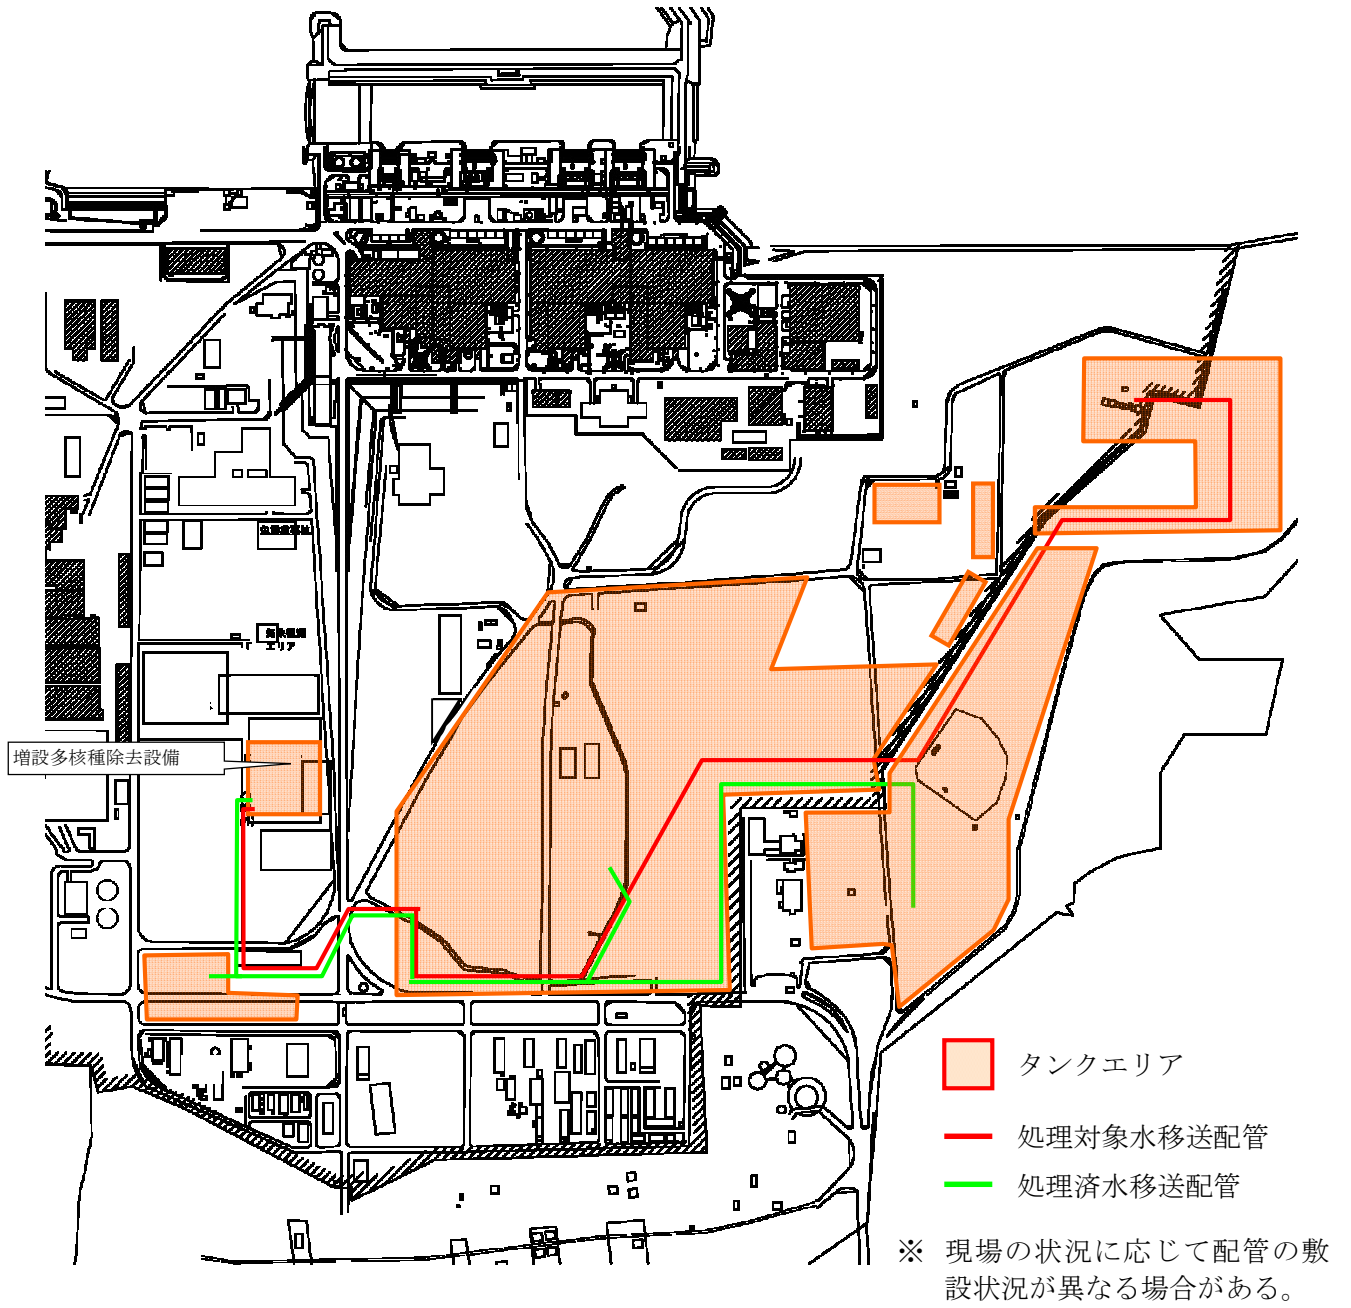 エリア
増設多核種除去設備
タンクエリア
処理対象水移送配管
処理済水移送配管
※ 現場の状況に応じて配管の敷
設状況が異なる場合がある。